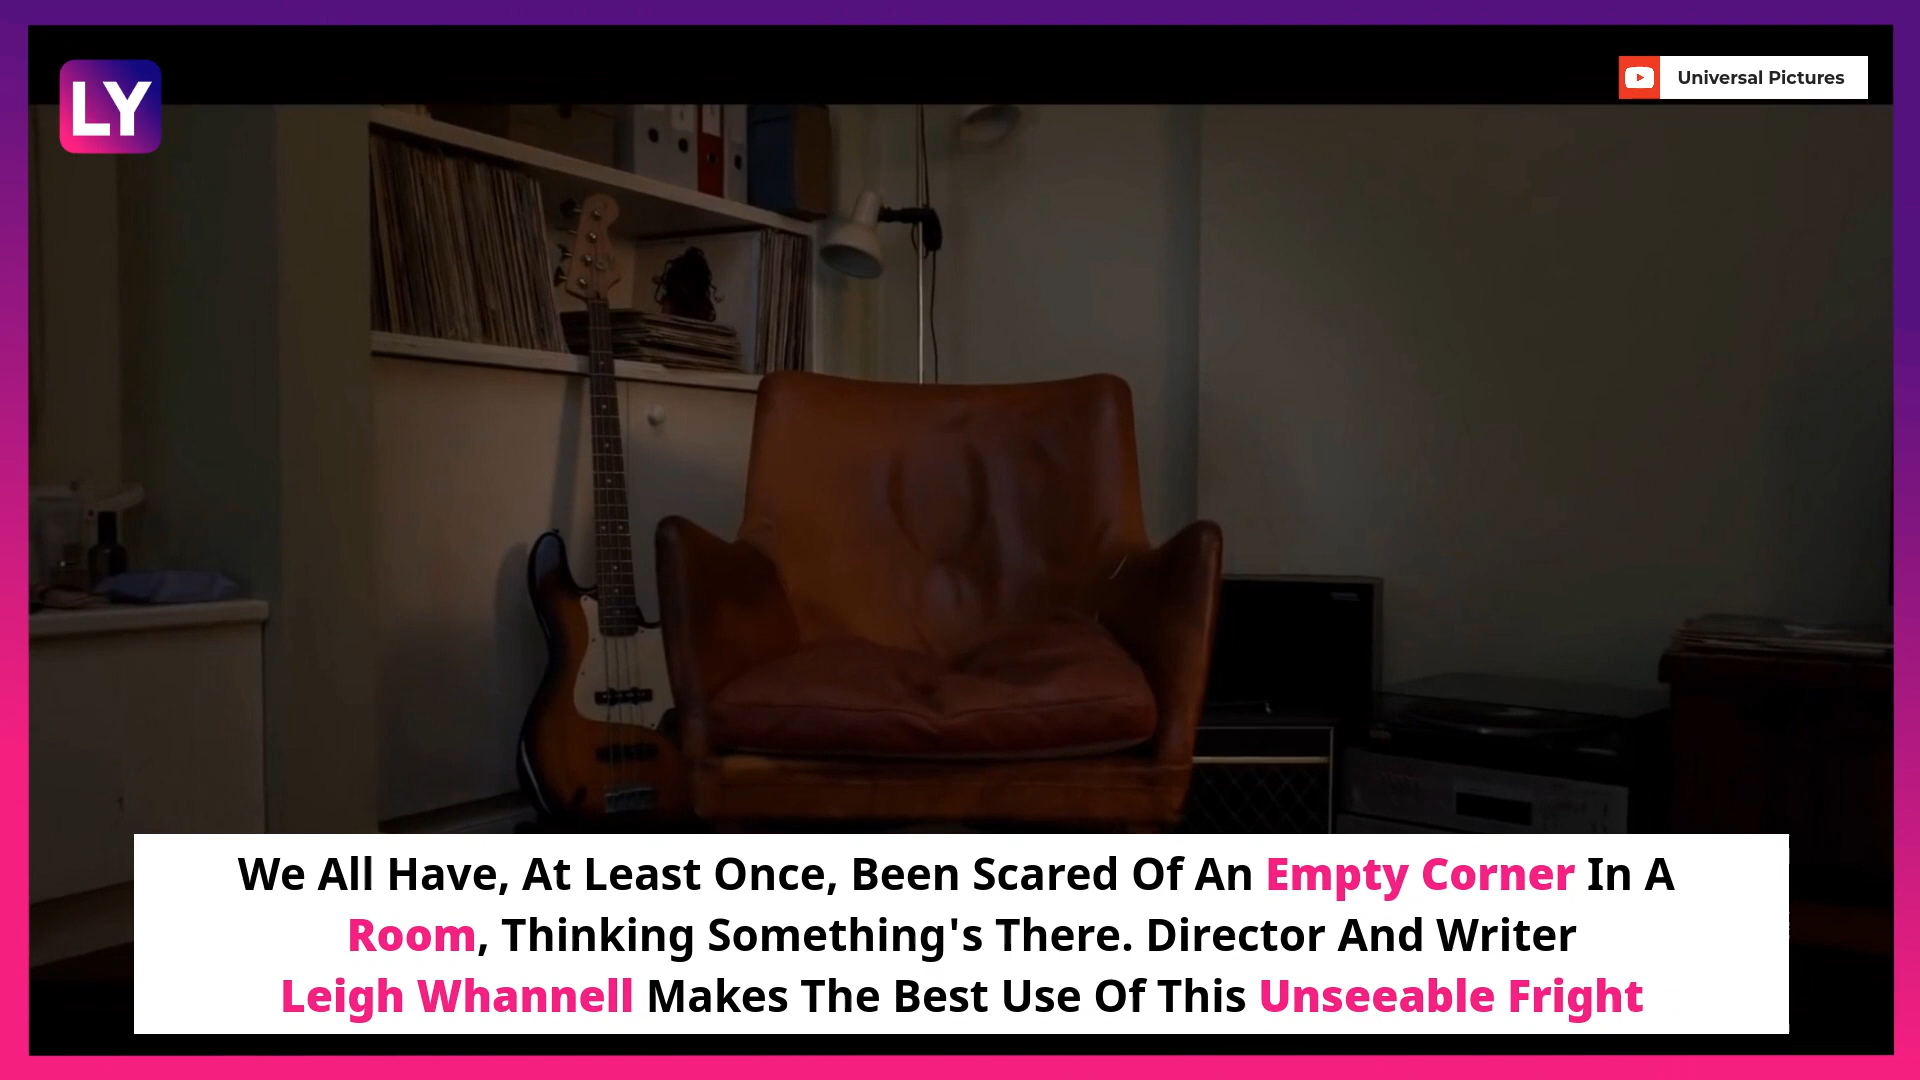 LY
Universal Pictures
We All Have, At Least Once, Been Scared Of An Empty Corner In A
Room, Thinking Something's There. Director And Writer
Leigh Whannell Makes The Best Use Of This Unseeable Fright